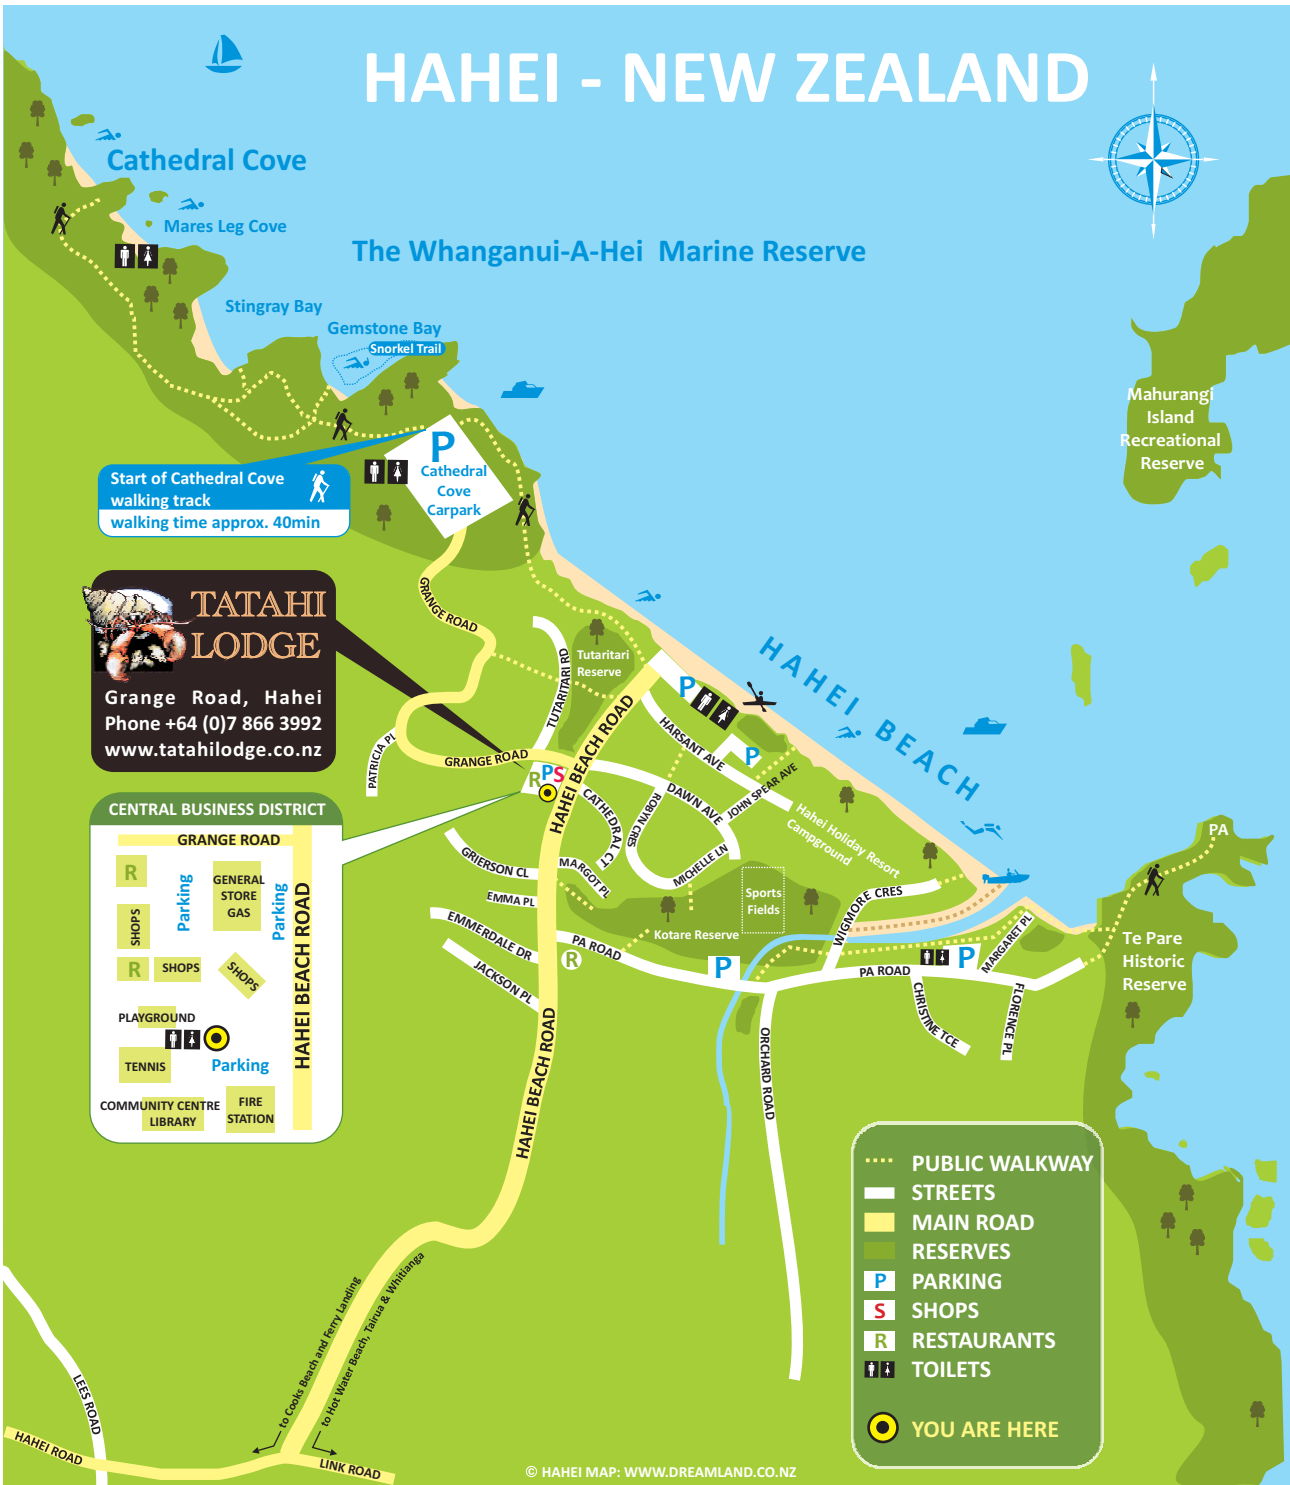 HAHEI - NEW ZEALAND
Cathedral Cove
Mares Leg Cove
The Whanganui-A-Hei Marine Reserve
Stingray Bay
Gemstone Bay
Snorkel Trail
Mahurangi
Island
Recreational
Reserve
P
Cathedral
Cove
Carpark
Start of Cathedral Cove
walking track
walking time approx. 40min
GRANGE ROAD
TATAHI
LODGE
Grange Road, Hahei
Phone +64 (0)7 866 3992
www.tatahilodge.co.nz
TUTARITARI RD
Tutaritari
Reserve
HAHEI BEACH
P
P
HARSANT AVE
PATRICIA PL
GRANGE ROAD
HAHEI BEACH ROAD
R
P
S
DAWN AVE
JOHN SPEAR AVE
ROBYN CRES
CATHEDRAL CT
MICHELLE LN
Hahei Holiday Resort
Campground
GRIERSON CL
MARGOT PL
EMMA PL
EMMERDALE DR
JACKSON PL
R
PA ROAD
Kotare Reserve
Sports
Fields
WIGMORE CRES
P
PA ROAD
P
MARGARET PL
CHRISTINE TCE
FLORENCE PL
PA
Te Pare
Historic
Reserve
ORCHARD ROAD
HAHEI BEACH ROAD
CENTRAL BUSINESS DISTRICT
GRANGE ROAD
R
Parking
GENERAL
STORE
GAS
Parking
HAHEI BEACH ROAD
SHOPS
R
SHOPS
SHOPS
PLAYGROUND
TENNIS
Parking
COMMUNITY CENTRE
LIBRARY
FIRE
STATION
to Cooks Beach and Ferry Landing
to Hot Water Beach, Tairua & Whitianga
LEES ROAD
HAHEI ROAD
LINK ROAD
PUBLIC WALKWAY
STREETS
MAIN ROAD
RESERVES
P PARKING
S SHOPS
R RESTAURANTS
TOILETS
YOU ARE HERE
© HAHEI MAP: WWW.DREAMLAND.CO.NZ